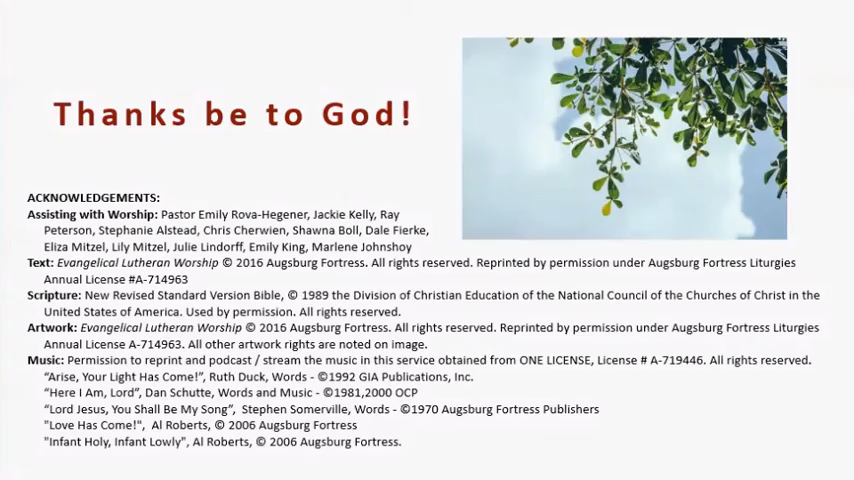 Thanks be to God!
ACKNOWLEDGEMENTS:
Assisting with Worship: Pastor Emily Rova-Hegener, Jackie Kelly, Ray
Peterson, Stephanie Alstead, Chris Cherwien, Shawna Boll, Dale Fierke,
Eliza Mitzel, Lily Mitzel, Julie Lindorff, Emily King, Marlene Johnshoy
Text: Evangelical Lutheran Worship © 2016 Augsburg Fortress. All rights reserved. Reprinted by permission under Augsburg Fortress Liturgies
Annual License #A-714963
Scripture: New Revised Standard Version Bible, © 1989 the Division of Christian Education of the National Council of the Churches of Christ in the
United States of America. Used by permission. All rights reserved.
Artwork: Evangelical Lutheran Worship © 2016 Augsburg Fortress. All rights reserved. Reprinted by permission under Augsburg Fortress Liturgies
Annual License A-714963. All other artwork rights are noted on image.
Music: Permission to reprint and podcast / stream the music in this service obtained from ONE LICENSE, License # A-719446. All rights reserved.
“Arise, Your Light Has Come!”, Ruth Duck, Words - ©1992 GIA Publications, Inc.
“Here I Am, Lord”, Dan Schutte, Words and Music - ©1981,2000 OCP
“Lord Jesus, You Shall Be My Song”, Stephen Somerville, Words - ©1970 Augsburg Fortress Publishers
"Love Has Come!", Al Roberts, © 2006 Augsburg Fortress
"Infant Holy, Infant Lowly", Al Roberts, © 2006 Augsburg Fortress.